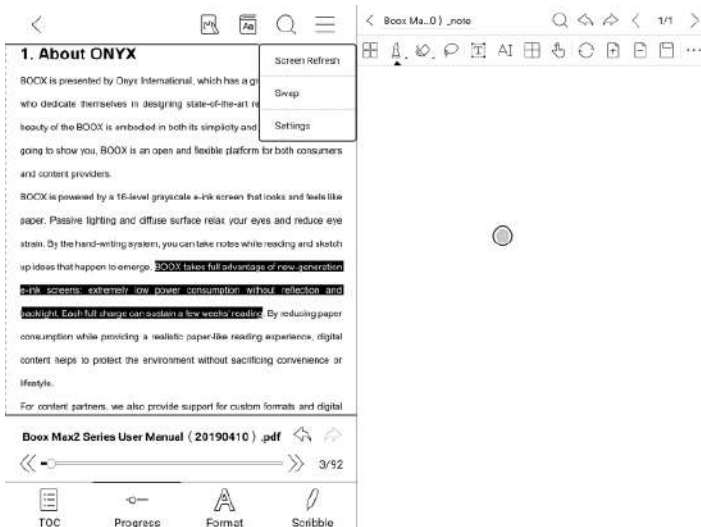 Aa
Boox Max..0 ) _note
1/1
1. About ONYX
Screen Refresh
Swap
Settings
T
AI
BOOX is presented by Onyx International, which has a
who dedicate themselves in designing state-of-the-art
beauty of the BOOX is embodied in both its simplicity and
going to show you, BOOX is an open and flexible platform for both consumers
and content providers.
BOOX is powered by a 16-level grayscale e-ink screen that looks and feels like
paper. Passive lighting and diffuse surface relax your eyes and reduce eye
strain. By the hand-writing system, you can take notes while reading and sketch
up ideas that happen to emerge. BOOX takes full advantage of new-generation
e-ink screens: extremely low power consumption without reflection and
backlight. Each full charge can sustain a few weeks' reading. By reducing paper
consumption while providing a realistic paper-like reading experience, digital
content helps to protect the environment without sacrificing convenience or
lifestyle.
For content partners, we also provide support for custom formats and digital
Boox Max2 Series User Manual ( 20190410 ) .pdf
3/92
TOC
Progress
Format
Scribble